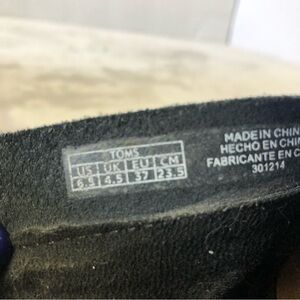 TOMS
US UK EU CM
6.5 4.5 37 23.5
MADE IN CHIN
HECHO EN CHIN
FABRICANTE EN C
301214